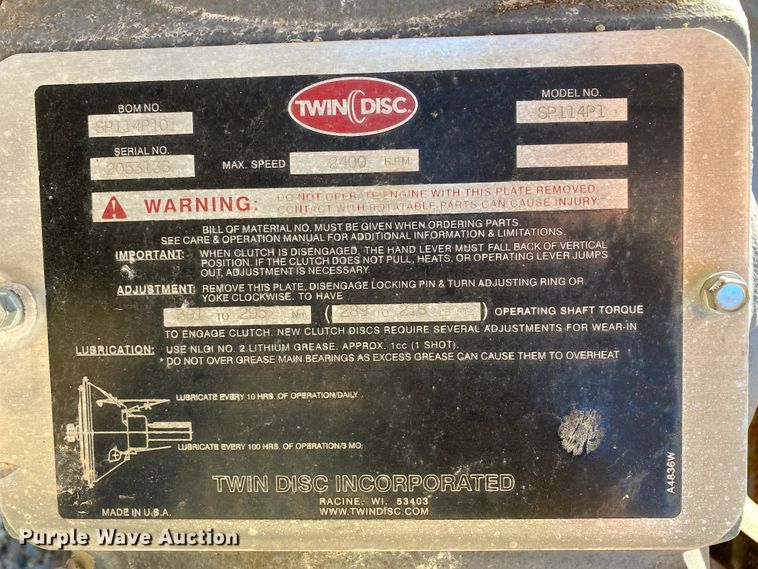 BOM NO.
SP114P101
TWIN DISC.
MODEL NO.
SP114P1
SERIAL NO.
MAX. SPEED 2400 R.P.M
WARNING: DO NOT OPERATE ENGINE WITH THIS PLATE REMOVED.
CONTACT WITH ROTATABLE PARTS CAN CAUSE INJURY.
BILL OF MATERIAL NO. MUST BE GIVEN WHEN ORDERING PARTS
SEE CARE & OPERATION MANUAL FOR ADDITIONAL INFORMATION & LIMITATIONS.
IMPORTANT: WHEN CLUTCH IS DISENGAGED, THE HAND LEVER MUST FALL BACK OF VERTICAL
POSITION. IF THE CLUTCH DOES NOT PULL, HEATS, OR OPERATING LEVER JUMPS
OUT, ADJUSTMENT IS NECESSARY.
ADJUSTMENT: REMOVE THIS PLATE, DISENGAGE LOCKING PIN & TURN ADJUSTING RING OR
YOKE CLOCKWISE. TO HAVE
TO 295 Nm ( TO ) OPERATING SHAFT TORQUE
TO ENGAGE CLUTCH. NEW CLUTCH DISCS REQUIRE SEVERAL ADJUSTMENTS FOR WEAR-IN
LUBRICATION: USE NLGI NO. 2 LITHIUM GREASE. APPROX. 1cc (1 SHOT).
* DO NOT OVER GREASE MAIN BEARINGS AS EXCESS GREASE CAN CAUSE THEM TO OVERHEAT
LUBRICATE EVERY 10 HRS. OF OPERATION/DAILY.
LUBRICATE EVERY 100 HRS. OF OPERATION/3 MO.
TWIN DISC INCORPORATED
RACINE, WI. 53403
WWW.TWINDISC.COM
MADE IN U.S.A.
A4836W
Purple Wave Auction